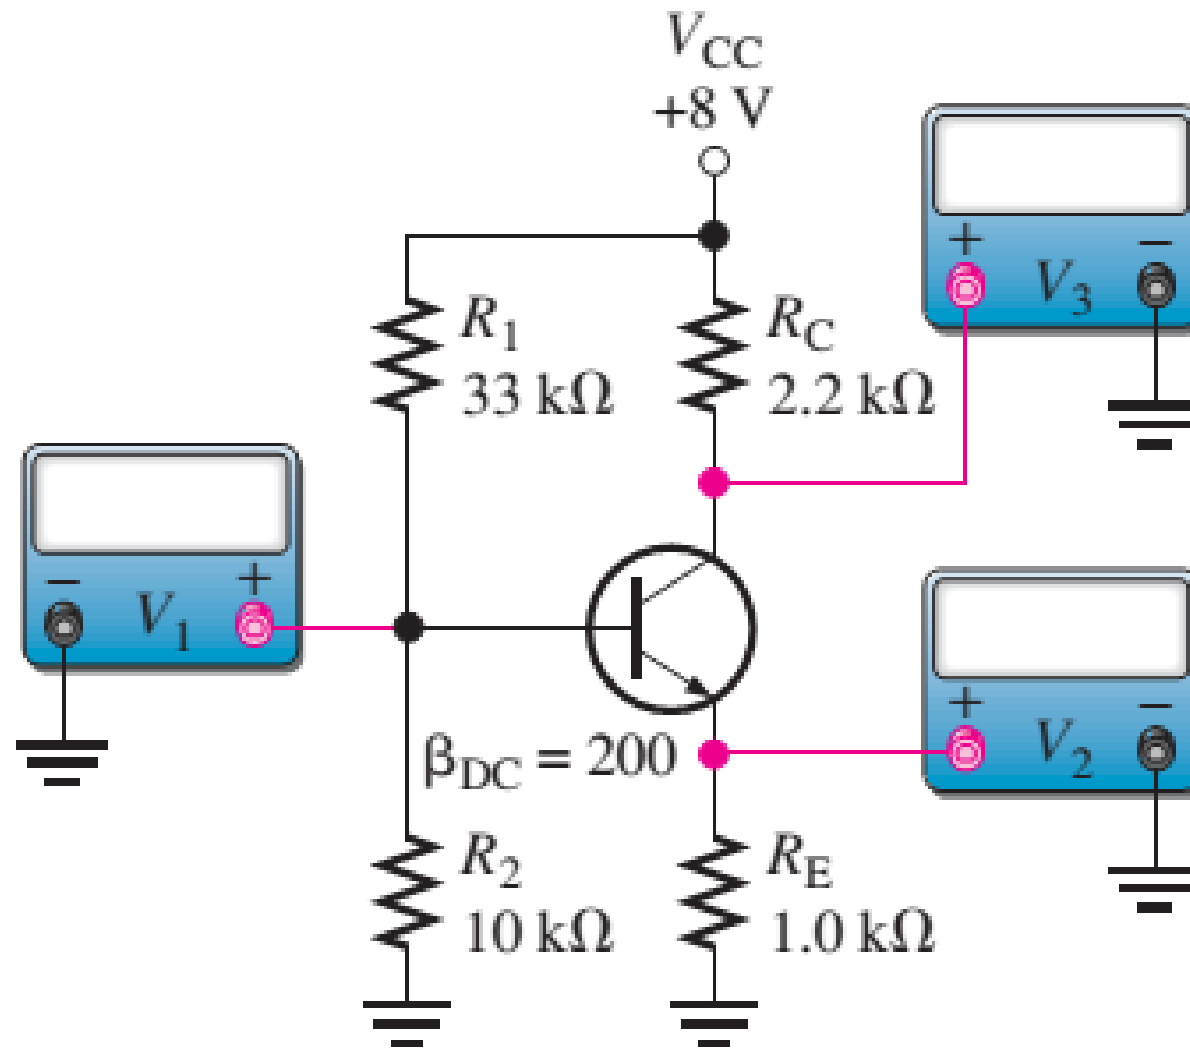 V_CC
+8 V
+ −
V_3
R_1
33 kΩ
R_C
2.2 kΩ
− +
V_1
β_DC = 200
+ −
V_2
R_2
10 kΩ
R_E
1.0 kΩ